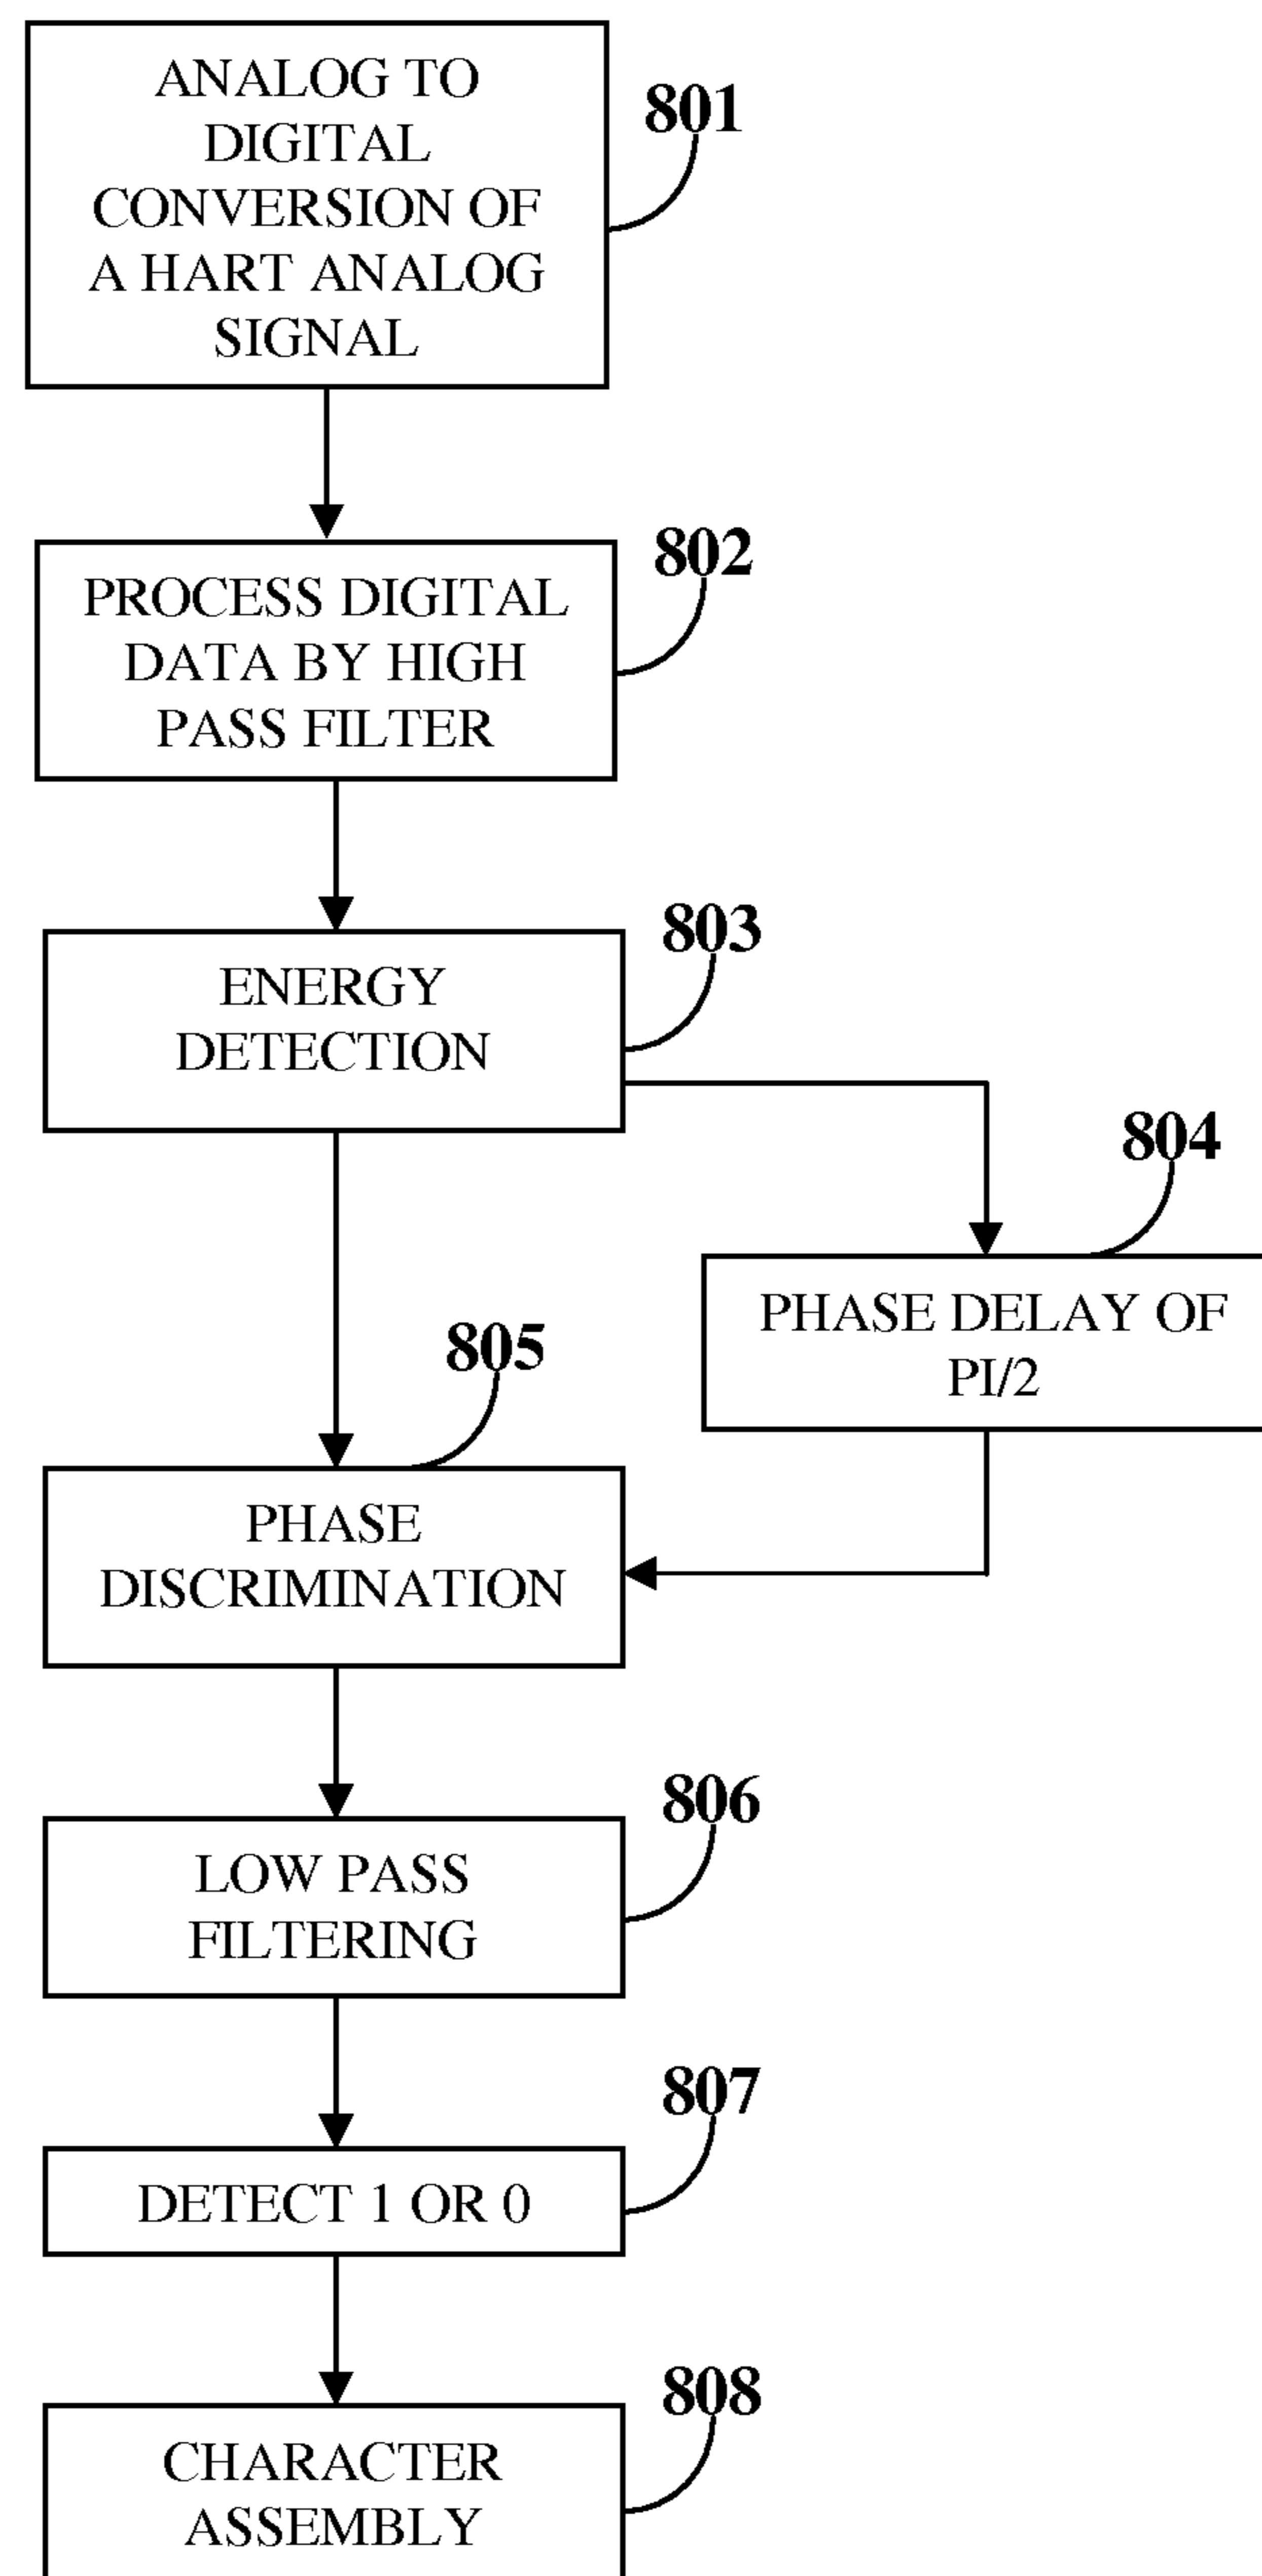 ANALOG TO
DIGITAL
CONVERSION OF
A HART ANALOG
SIGNAL
801
PROCESS DIGITAL
DATA BY HIGH
PASS FILTER
802
ENERGY
DETECTION
803
804
PHASE DELAY OF
PI/2
805
PHASE
DISCRIMINATION
806
LOW PASS
FILTERING
807
DETECT 1 OR 0
808
CHARACTER
ASSEMBLY